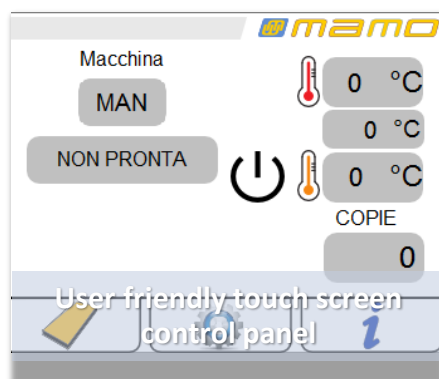 mamo
Macchina
MAN
NON PRONTA
0 °C
0 °C
0 °C
COPIE
0
User friendly touch screen
control panel
i